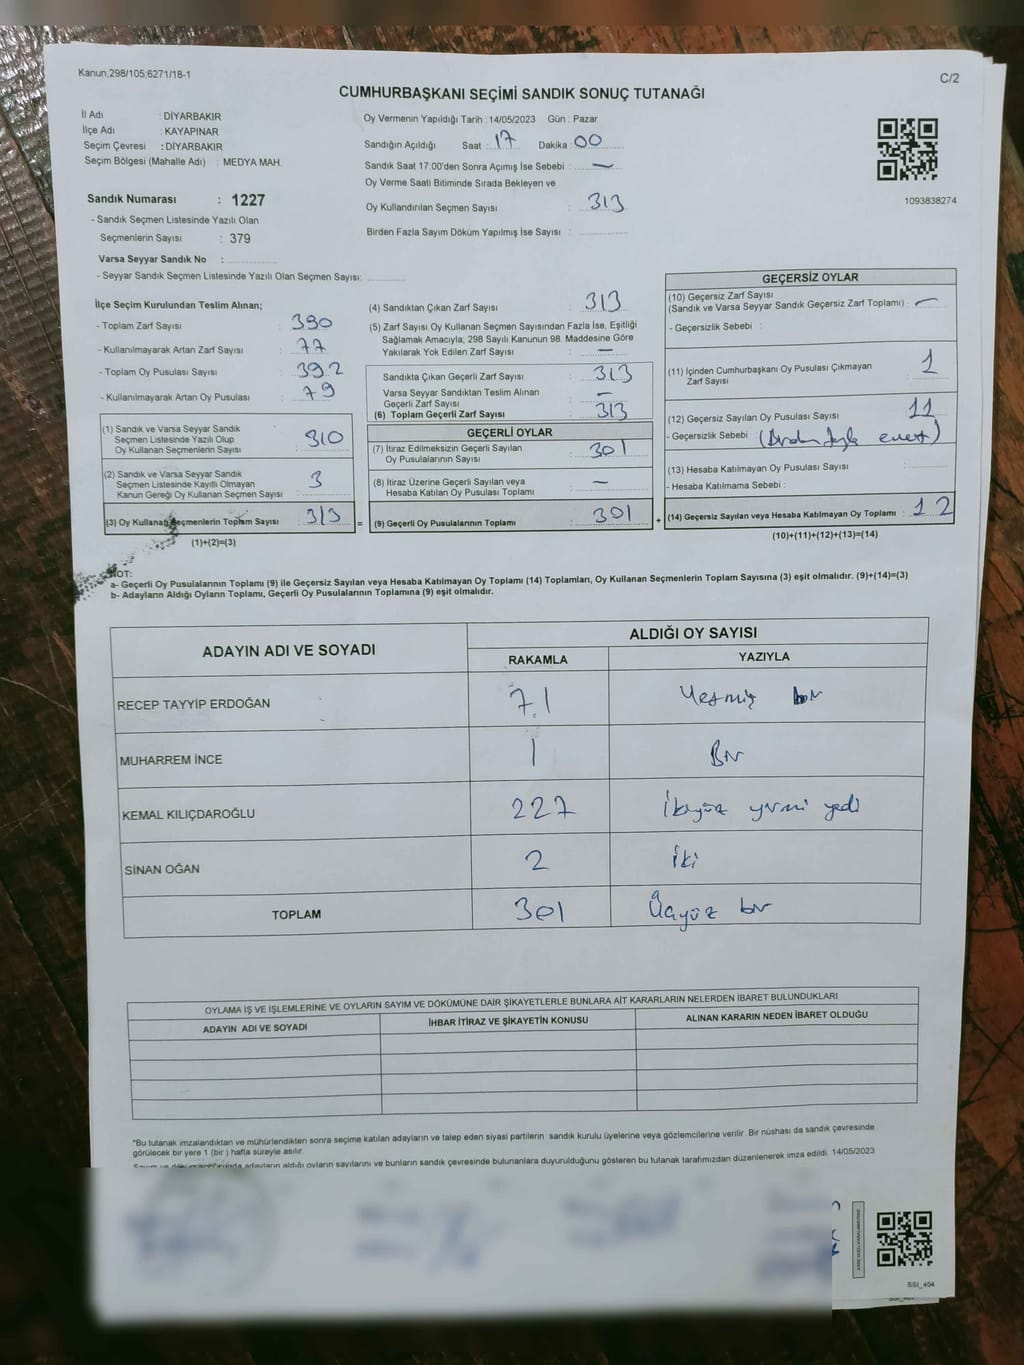 Kanun;298/105;6271/18-1
C/2
CUMHURBAŞKANI SEÇİMİ SANDIK SONUÇ TUTANAĞI
İl Adı : DİYARBAKIR
İlçe Adı : KAYAPINAR
Seçim Çevresi : DİYARBAKIR
Seçim Bölgesi (Mahalle Adı) : MEDYA MAH.
Sandık Numarası : 1227
- Sandık Seçmen Listesinde Yazılı Olan
Seçmenlerin Sayısı : 379
Varsa Seyyar Sandık No :
- Seyyar Sandık Seçmen Listesinde Yazılı Olan Seçmen Sayısı:
Oy Vermenin Yapıldığı Tarih : 14/05/2023 Gün : Pazar
Sandığın Açıldığı Saat : 17 Dakika : 00
Sandık Saat 17:00'den Sonra Açımış İse Sebebi : —
Oy Verme Saati Bitiminde Sırada Bekleyen ve
Oy Kullandırılan Seçmen Sayısı : 313
Birden Fazla Sayım Döküm Yapılmış İse Sayısı :
1093838274
İlçe Seçim Kurulundan Teslim Alınan;
- Toplam Zarf Sayısı : 390
- Kullanılmayarak Artan Zarf Sayısı : 77
- Toplam Oy Pusulası Sayısı : 392
- Kullanılmayarak Artan Oy Pusulası : 79
(1) Sandık ve Varsa Seyyar Sandık
Seçmen Listesinde Yazılı Olup
Oy Kullanan Seçmenlerin Sayısı : 310
(2) Sandık ve Varsa Seyyar Sandık
Seçmen Listesinde Kayıtlı Olmayan
Kanun Gereği Oy Kullanan Seçmen Sayısı : 3
(3) Oy Kullanan Seçmenlerin Toplam Sayısı : 313
(1)+(2)=(3)
(4) Sandıktan Çıkan Zarf Sayısı : 313
(5) Zarf Sayısı Oy Kullanan Seçmen Sayısından Fazla İse, Eşitliği
Sağlamak Amacıyla, 298 Sayılı Kanunun 98. Maddesine Göre
Yakılarak Yok Edilen Zarf Sayısı : —
Sandıkta Çıkan Geçerli Zarf Sayısı : 313
Varsa Seyyar Sandıktan Teslim Alınan
Geçerli Zarf Sayısı : —
(6) Toplam Geçerli Zarf Sayısı : 313
GEÇERLİ OYLAR
(7) İtiraz Edilmeksizin Geçerli Sayılan
Oy Pusulalarının Sayısı : 301
(8) İtiraz Üzerine Geçerli Sayılan veya
Hesaba Katılan Oy Pusulası Toplamı : —
= (9) Geçerli Oy Pusulalarının Toplamı : 301
GEÇERSİZ OYLAR
(10) Geçersiz Zarf Sayısı
(Sandık ve Varsa Seyyar Sandık Geçersiz Zarf Toplamı) : —
- Geçersizlik Sebebi :
(11) İçinden Cumhurbaşkanı Oy Pusulası Çıkmayan
Zarf Sayısı : 1
(12) Geçersiz Sayılan Oy Pusulası Sayısı : 11
- Geçersizlik Sebebi :
(13) Hesaba Katılmayan Oy Pusulası Sayısı :
- Hesaba Katılmama Sebebi :
+ (14) Geçersiz Sayılan veya Hesaba Katılmayan Oy Toplamı : 12
(10)+(11)+(12)+(13)=(14)
NOT:
a- Geçerli Oy Pusulalarının Toplamı (9) ile Geçersiz Sayılan veya Hesaba Katılmayan Oy Toplamı (14) Toplamları, Oy Kullanan Seçmenlerin Toplam Sayısına (3) eşit olmalıdır. (9)+(14)=(3)
b- Adayların Aldığı Oyların Toplamı, Geçerli Oy Pusulalarının Toplamına (9) eşit olmalıdır.
ADAYIN ADI VE SOYADI ALDIĞI OY SAYISI
RAKAMLA YAZIYLA
RECEP TAYYİP ERDOĞAN 71 Yetmiş bir
MUHARREM İNCE 1 Bir
KEMAL KILIÇDAROĞLU 227 İkiyüz yirmi yedi
SİNAN OĞAN 2 İki
TOPLAM 301 Üçyüz bir
OYLAMA İŞ VE İŞLEMLERİNE VE OYLARIN SAYIM VE DÖKÜMÜNE DAİR ŞİKAYETLERLE BUNLARA AİT KARARLARIN NELERDEN İBARET BULUNDUKLARI
ADAYIN ADI VE SOYADI İHBAR İTİRAZ VE ŞİKAYETİN KONUSU ALINAN KARARIN NEDEN İBARET OLDUĞU
*Bu tutanak imzalandıktan ve mühürlendikten sonra seçime katılan adayların ve talep eden siyasi partilerin sandık kurulu üyelerine veya gözlemcilerine verilir. Bir nüshası da sandık çevresinde
görülecek bir yere 1 (bir ) hafta süreyle asılır.
Sayım ve dökümü adayların aldığı oyların sayılarını ve bunların sandık çevresinde bulunanlara duyurulduğunu gösteren bu tutanak tarafımızdan düzenlenerek imza edildi. 14/05/2023
SSI_404